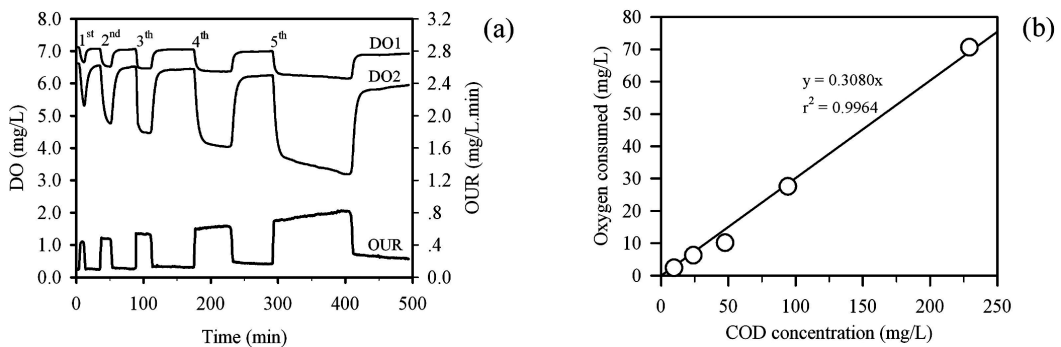 8.0
7.0
6.0
5.0
4.0
3.0
2.0
1.0
0.0
DO (mg/L)
1st 2nd 3th 4th 5th
DO1
DO2
OUR
3.2
2.8
2.4
2.0
1.6
1.2
.8
.4
0.0
OUR (mg/L.min)
0 100 200 300 400 500
Time (min)
(a)
80
70
60
50
40
30
20
10
0
Oxygen consumed (mg/L)
y = 0.3080x
r2 = 0.9964
0 50 100 150 200 250
COD concentration (mg/L)
(b)